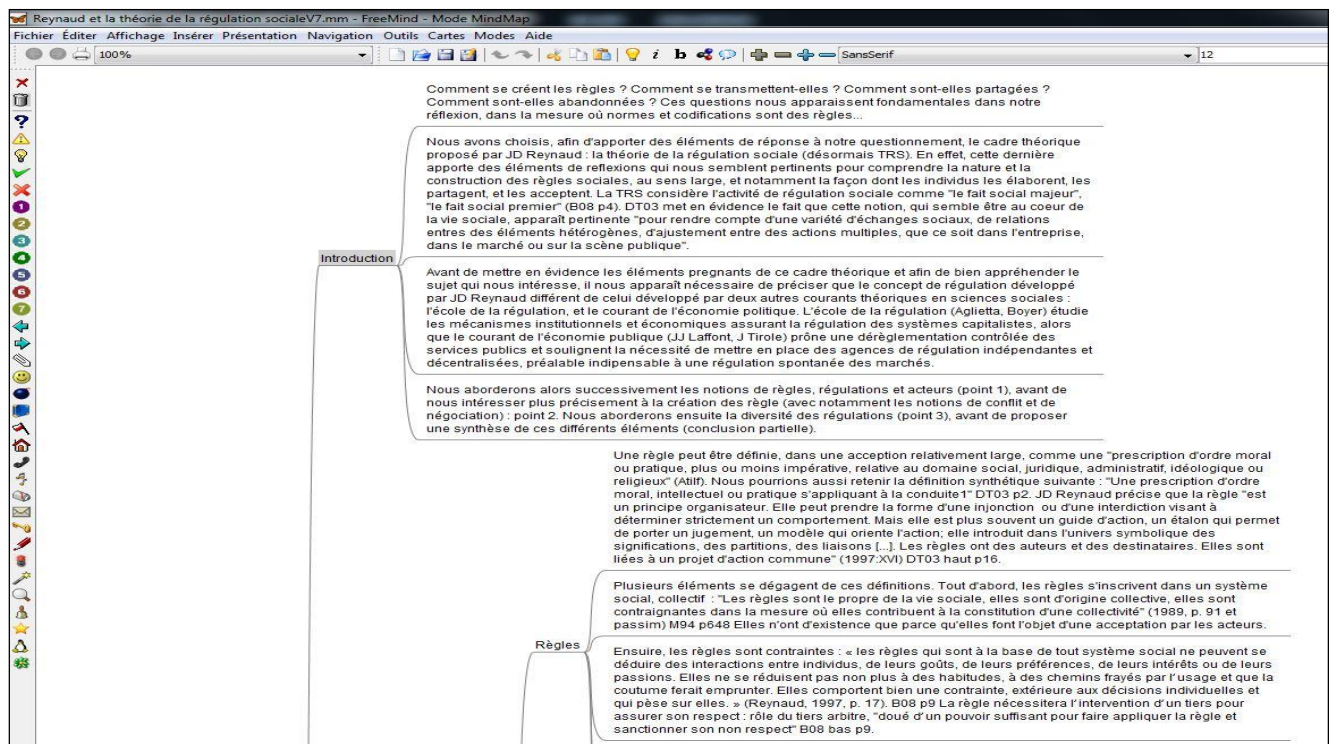 Reynaud et la théorie de la régulation socialeV7.mm - FreeMind - Mode MindMap
Fichier Éditer Affichage Insérer Présentation Navigation Outils Cartes Modes Aide
100%
SansSerif
12
Comment se créent les règles ? Comment se transmettent-elles ? Comment sont-elles partagées ?
Comment sont-elles abandonnées ? Ces questions nous apparaissent fondamentales dans notre
réflexion, dans la mesure où normes et codifications sont des règles...
Nous avons choisis, afin d'apporter des éléments de réponse à notre questionnement, le cadre théorique
proposé par JD Reynaud : la théorie de la régulation sociale (désormais TRS). En effet, cette dernière
apporte des éléments de reflexions qui nous semblent pertinents pour comprendre la nature et la
construction des règles sociales, au sens large, et notamment la façon dont les individus les élaborent, les
partagent, et les acceptent. La TRS considère l'activité de régulation sociale comme "le fait social majeur",
"le fait social premier" (B08 p4). DT03 met en évidence le fait que cette notion, qui semble être au coeur de
la vie sociale, apparaît pertinente "pour rendre compte d'une variété d'échanges sociaux, de relations
entres des éléments hétérogènes, d'ajustement entre des actions multiples, que ce soit dans l'entreprise,
dans le marché ou sur la scène publique".
Introduction
Avant de mettre en évidence les éléments pregnants de ce cadre théorique et afin de bien appréhender le
sujet qui nous intéresse, il nous apparaît nécessaire de préciser que le concept de régulation développé
par JD Reynaud différent de celui développé par deux autres courants théoriques en sciences sociales :
l'école de la régulation, et le courant de l'économie politique. L'école de la régulation (Aglietta, Boyer) étudie
les mécanismes institutionnels et économiques assurant la régulation des systèmes capitalistes, alors
que le courant de l'économie publique (JJ Laffont, J Tirole) prône une dérèglementation contrôlée des
services publics et soulignent la nécessité de mettre en place des agences de régulation indépendantes et
décentralisées, préalable indipensable à une régulation spontanée des marchés.
Nous aborderons alors successivement les notions de règles, régulations et acteurs (point 1), avant de
nous intéresser plus précisément à la création des règle (avec notamment les notions de conflit et de
négociation) : point 2. Nous aborderons ensuite la diversité des régulations (point 3), avant de proposer
une synthèse de ces différents éléments (conclusion partielle).
Une règle peut être définie, dans une acception relativement large, comme une "prescription d'ordre moral
ou pratique, plus ou moins impérative, relative au domaine social, juridique, administratif, idéologique ou
religieux" (Atilf). Nous pourrions aussi retenir la définition synthétique suivante : "Une prescription d'ordre
moral, intellectuel ou pratique s'appliquant à la conduite1" DT03 p2. JD Reynaud précise que la règle "est
un principe organisateur. Elle peut prendre la forme d'une injonction ou d'une interdiction visant à
déterminer strictement un comportement. Mais elle est plus souvent un guide d'action, un étalon qui permet
de porter un jugement, un modèle qui oriente l'action; elle introduit dans l'univers symbolique des
significations, des partitions, des liaisons [...]. Les règles ont des auteurs et des destinataires. Elles sont
liées à un projet d'action commune" (1997:XVI) DT03 haut p16.
Plusieurs éléments se dégagent de ces définitions. Tout d'abord, les règles s'inscrivent dans un système
social, collectif : "Les règles sont le propre de la vie sociale, elles sont d'origine collective, elles sont
contraignantes dans la mesure où elles contribuent à la constitution d'une collectivité" (1989, p. 91 et
passim) M94 p648 Elles n'ont d'existence que parce qu'elles font l'objet d'une acceptation par les acteurs.
Règles
Ensuite, les règles sont contraintes : « les règles qui sont à la base de tout système social ne peuvent se
déduire des interactions entre individus, de leurs goûts, de leurs préférences, de leurs intérêts ou de leurs
passions. Elles ne se réduisent pas non plus à des habitudes, à des chemins frayés par l'usage et que la
coutume ferait emprunter. Elles comportent bien une contrainte, extérieure aux décisions individuelles et
qui pèse sur elles. » (Reynaud, 1997, p. 17). B08 p9 La règle nécessitera l'intervention d'un tiers pour
assurer son respect : rôle du tiers arbitre, "doué d'un pouvoir suffisant pour faire appliquer la règle et
sanctionner son non respect" B08 bas p9.